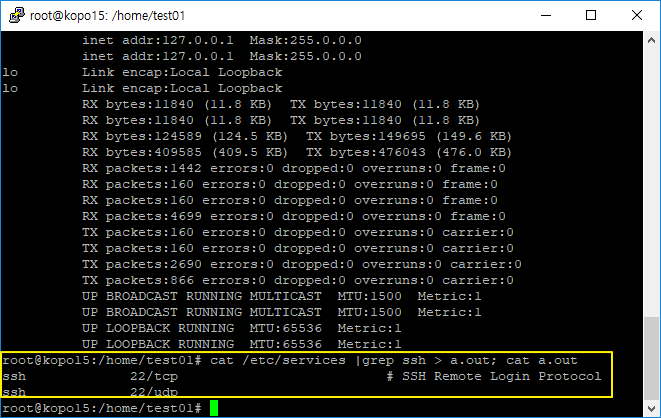 root@kopo15: /home/test01
inet addr:127.0.0.1  Mask:255.0.0.0
inet addr:127.0.0.1  Mask:255.0.0.0
lo        Link encap:Local Loopback
lo        Link encap:Local Loopback
RX bytes:11840 (11.8 KB)  TX bytes:11840 (11.8 KB)
RX bytes:11840 (11.8 KB)  TX bytes:11840 (11.8 KB)
RX bytes:124589 (124.5 KB)  TX bytes:149695 (149.6 KB)
RX bytes:409585 (409.5 KB)  TX bytes:476043 (476.0 KB)
RX packets:1442 errors:0 dropped:0 overruns:0 frame:0
RX packets:160 errors:0 dropped:0 overruns:0 frame:0
RX packets:160 errors:0 dropped:0 overruns:0 frame:0
RX packets:4699 errors:0 dropped:0 overruns:0 frame:0
TX packets:160 errors:0 dropped:0 overruns:0 carrier:0
TX packets:160 errors:0 dropped:0 overruns:0 carrier:0
TX packets:2690 errors:0 dropped:0 overruns:0 carrier:0
TX packets:866 errors:0 dropped:0 overruns:0 carrier:0
UP BROADCAST RUNNING MULTICAST  MTU:1500  Metric:1
UP BROADCAST RUNNING MULTICAST  MTU:1500  Metric:1
UP LOOPBACK RUNNING  MTU:65536  Metric:1
UP LOOPBACK RUNNING  MTU:65536  Metric:1
root@kopo15:/home/test01# cat /etc/services |grep ssh > a.out; cat a.out
ssh             22/tcp                          # SSH Remote Login Protocol
ssh             22/udp
root@kopo15:/home/test01#